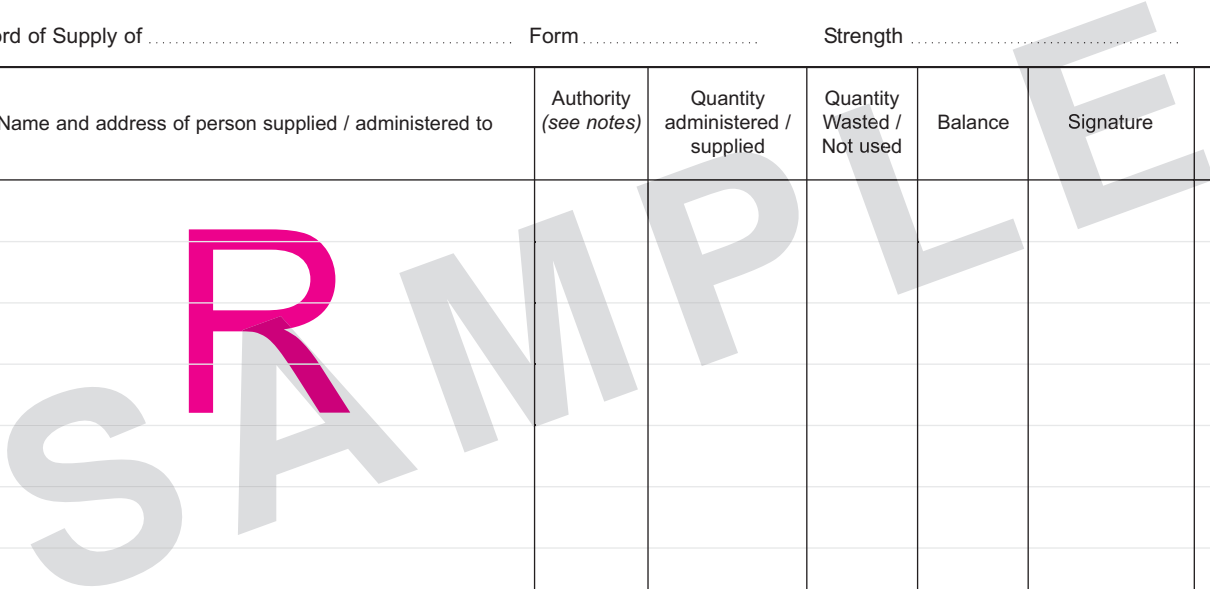 ord of Supply of ........................................ Form .................... Strength ..............................
Name and address of person supplied / administered to
Authority
(see notes)
Quantity
administered /
supplied
Quantity
Wasted /
Not used
Balance
Signature
R
SAMPLE